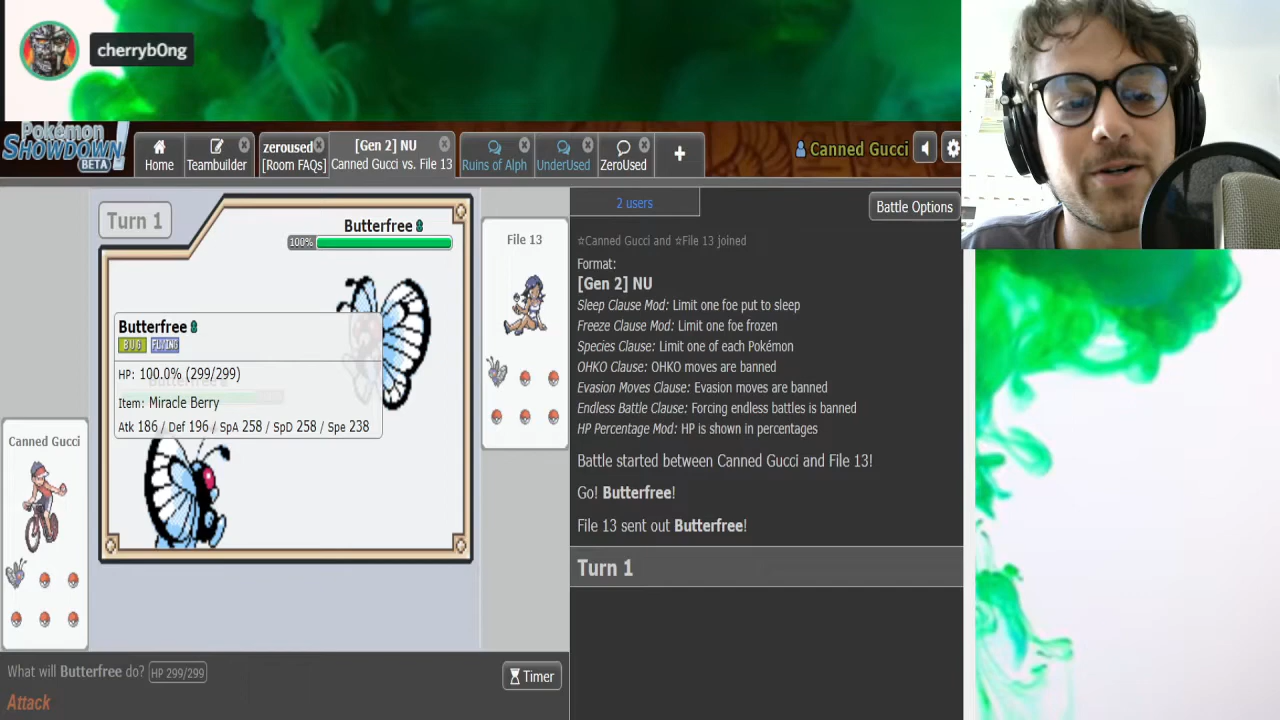 cherryb0ng
Pokémon
SHOWDOWN!
BETA
Home
Teambuilder
zeroused
[Room FAQs]
[Gen 2] NU
Canned Gucci vs. File 13
Ruins of Alph
UnderUsed
ZeroUsed
+
Canned Gucci
Turn 1
Butterfree
100%
Butterfree
BUG FLYING
HP: 100.0% (299/299)
Item: Miracle Berry
Atk 186 / Def 196 / SpA 258 / SpD 258 / Spe 238
File 13
Canned Gucci
2 users
Battle Options
☆Canned Gucci and ☆File 13 joined
Format:
[Gen 2] NU
Sleep Clause Mod: Limit one foe put to sleep
Freeze Clause Mod: Limit one foe frozen
Species Clause: Limit one of each Pokémon
OHKO Clause: OHKO moves are banned
Evasion Moves Clause: Evasion moves are banned
Endless Battle Clause: Forcing endless battles is banned
HP Percentage Mod: HP is shown in percentages
Battle started between Canned Gucci and File 13!
Go! Butterfree!
File 13 sent out Butterfree!
Turn 1
What will Butterfree do? HP 299/299
Timer
Attack